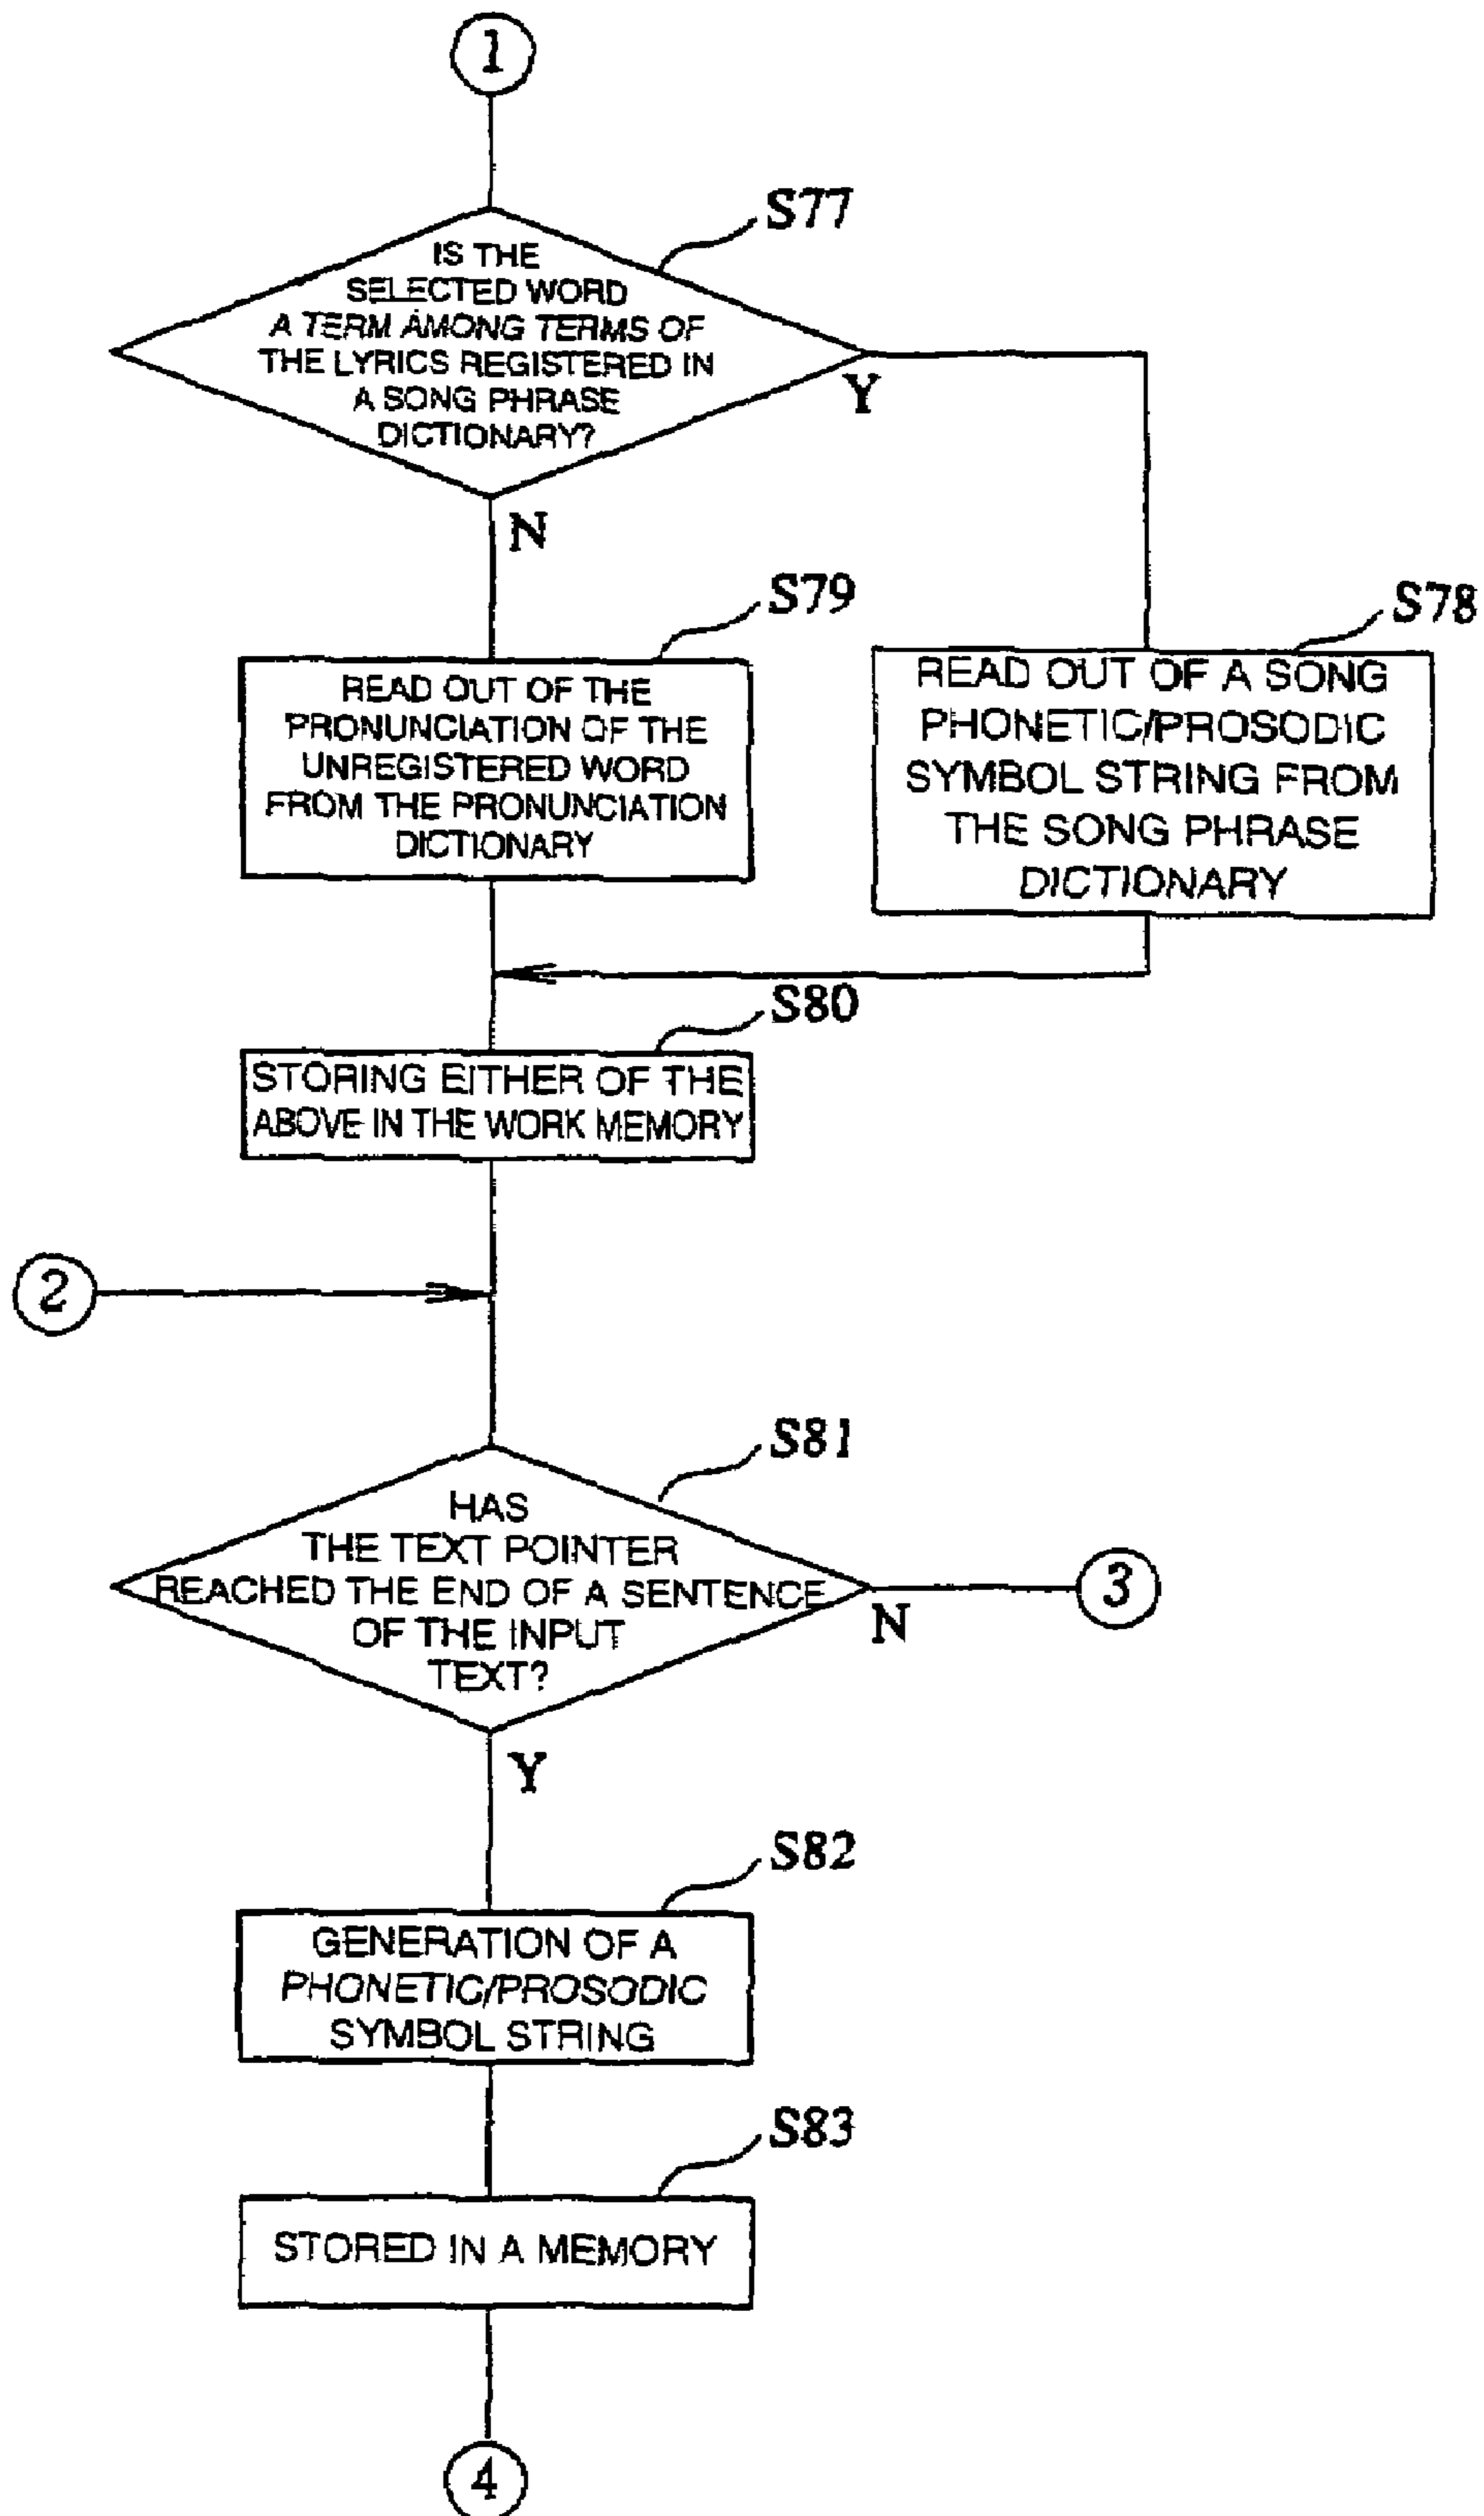 1
S77
IS THE
SELECTED WORD
A TERM AMONG TERMS OF
THE LYRICS REGISTERED IN
A SONG PHRASE
DICTIONARY?
Y
N
S79
READ OUT OF THE
PRONUNCIATION OF THE
UNREGISTERED WORD
FROM THE PRONUNCIATION
DICTIONARY
S78
READ OUT OF A SONG
PHONETIC/PROSODIC
SYMBOL STRING FROM
THE SONG PHRASE
DICTIONARY
S80
STORING EITHER OF THE
ABOVE IN THE WORK MEMORY
2
S81
HAS
THE TEXT POINTER
REACHED THE END OF A SENTENCE
OF THE INPUT
TEXT?
N
3
Y
S82
GENERATION OF A
PHONETIC/PROSODIC
SYMBOL STRING
S83
STORED IN A MEMORY
4